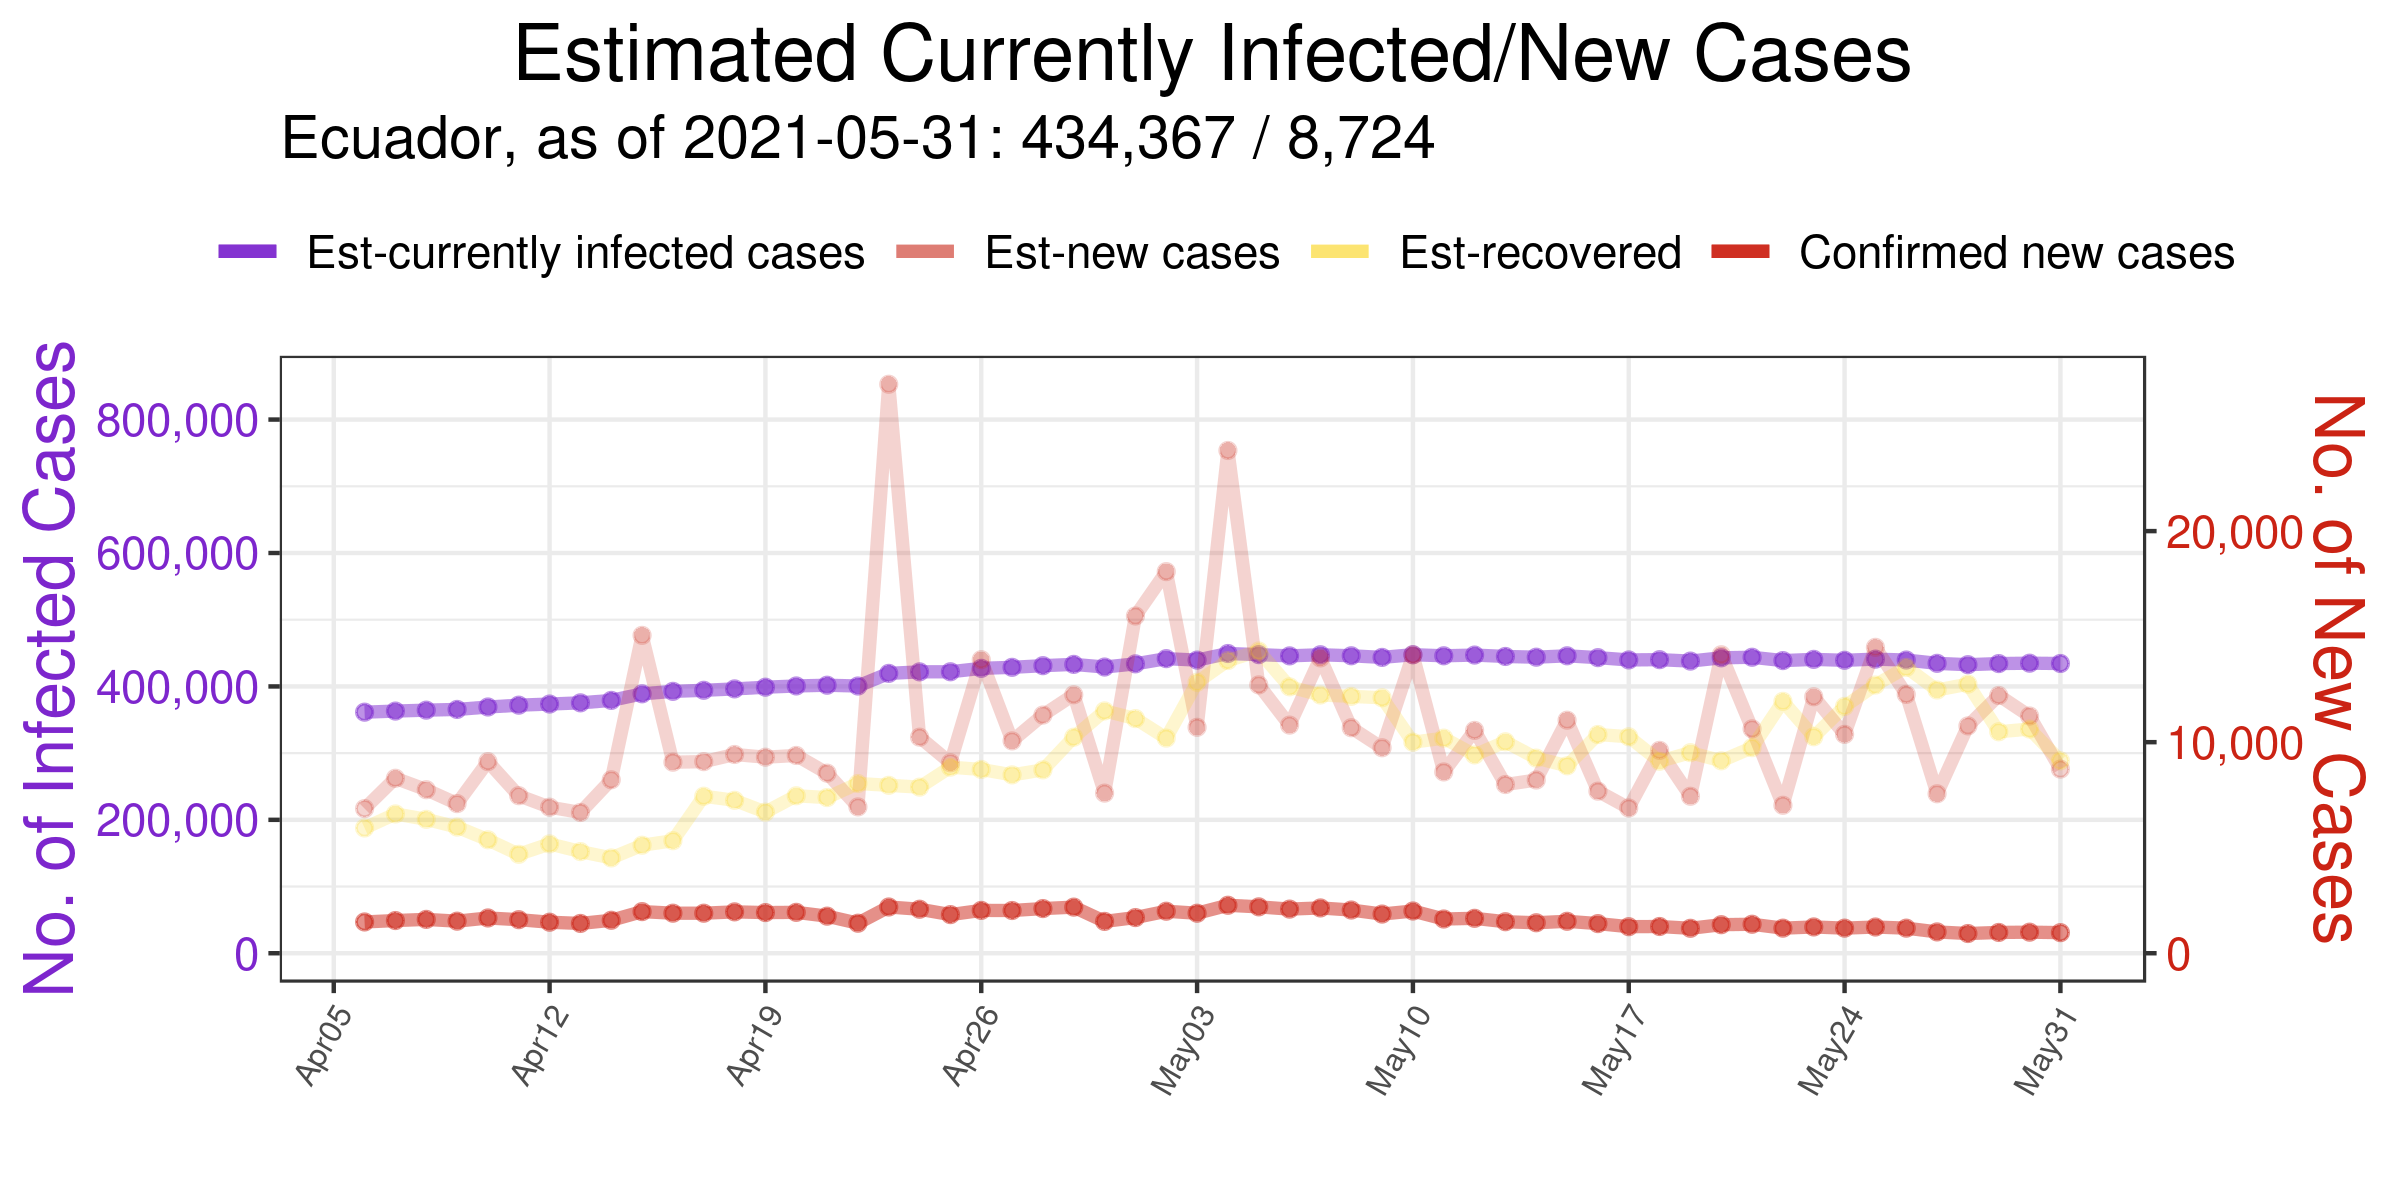 Estimated Currently Infected/New Cases
Ecuador, as of 2021-05-31: 434,367 / 8,724
Est-currently infected cases Est-new cases Est-recovered Confirmed new cases
No. of Infected Cases
800,000
600,000
400,000
200,000
0
20,000
10,000
0
No. of New Cases
Apr05 Apr12 Apr19 Apr26 May03 May10 May17 May24 May31